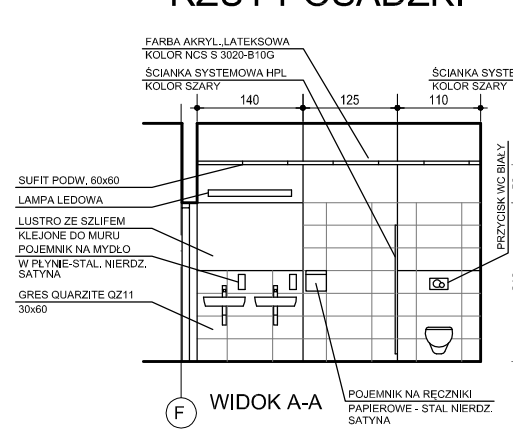 RZUT POSADZKI
FARBA AKRYL.,LATEKSOWA
KOLOR NCS S 3020-B10G
ŚCIANKA SYSTEMOWA HPL
KOLOR SZARY
ŚCIANKA SYSTE
KOLOR SZARY
140
125
110
SUFIT PODW, 60x60
LAMPA LEDOWA
LUSTRO ZE SZLIFEM
KLEJONE DO MURU
POJEMNIK NA MYDŁO
W PŁYNIE-STAL. NIERDZ.
SATYNA
GRES QUARZITE QZ11
30x60
PRZYCISK WC BIAŁY
F
WIDOK A-A
POJEMNIK NA RĘCZNIKI
PAPIEROWE - STAL NIERDZ.
SATYNA